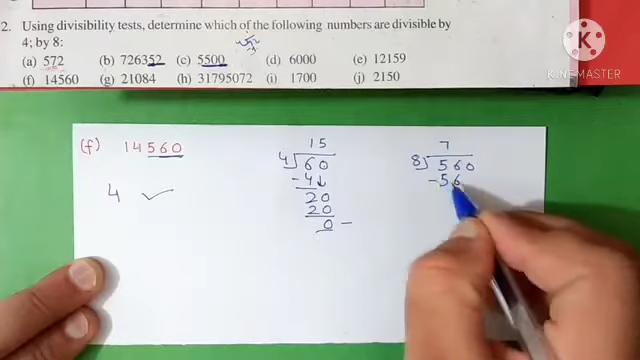 2. Using divisibility tests, determine which of the following numbers are divisible by
4; by 8:
(a) 572 (b) 726352 (c) 5500 (d) 6000 (e) 12159
(f) 14560 (g) 21084 (h) 31795072 (i) 1700 (j) 2150
KINEMASTER
(f) 14560
4 ✓
15
4 60
-4↓
20
20
0 –
7
8 560
-56